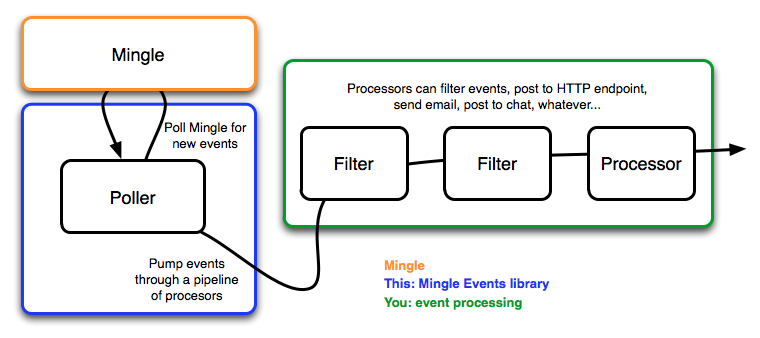 Mingle
Poll Mingle for
new events
Poller
Pump events
through a pipeline
of procesors
Processors can filter events, post to HTTP endpoint,
send email, post to chat, whatever...
Filter
Filter
Processor
Mingle
This: Mingle Events library
You: event processing